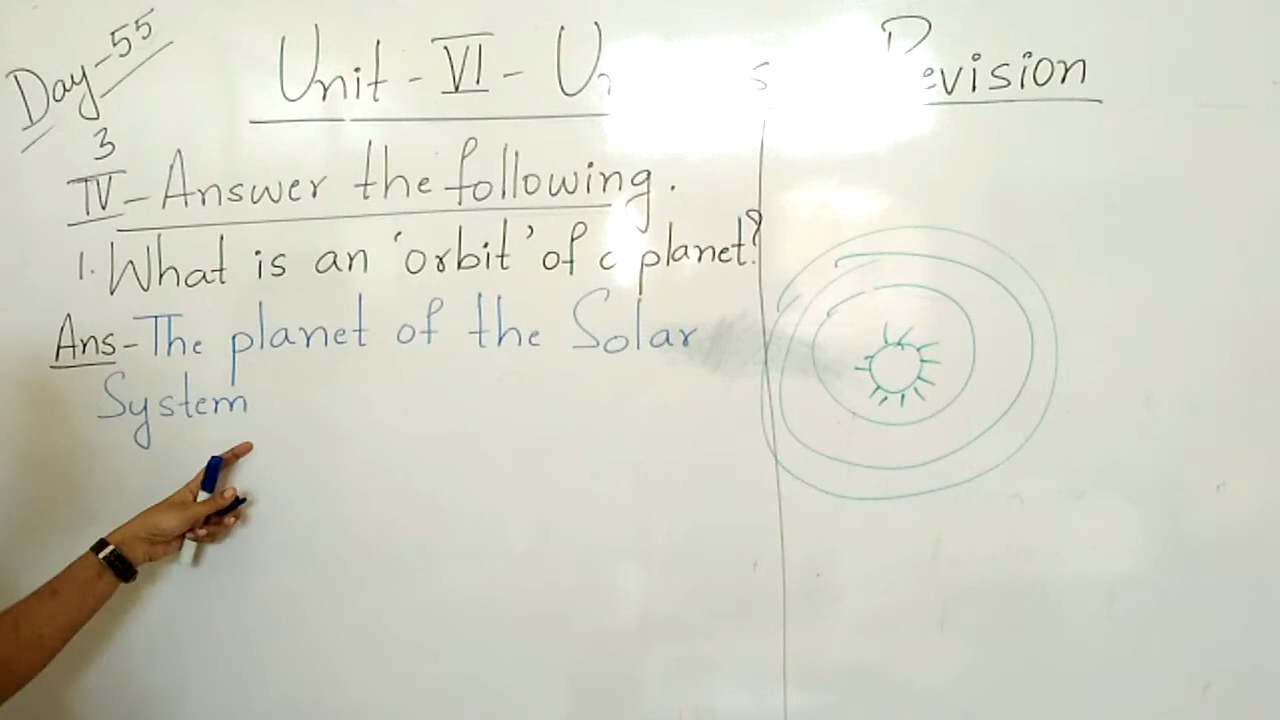 Day-55
Unit - VI - Revision
3
IV - Answer the following.
1. What is an 'orbit' of planet?
Ans - The planet of the Solar
System